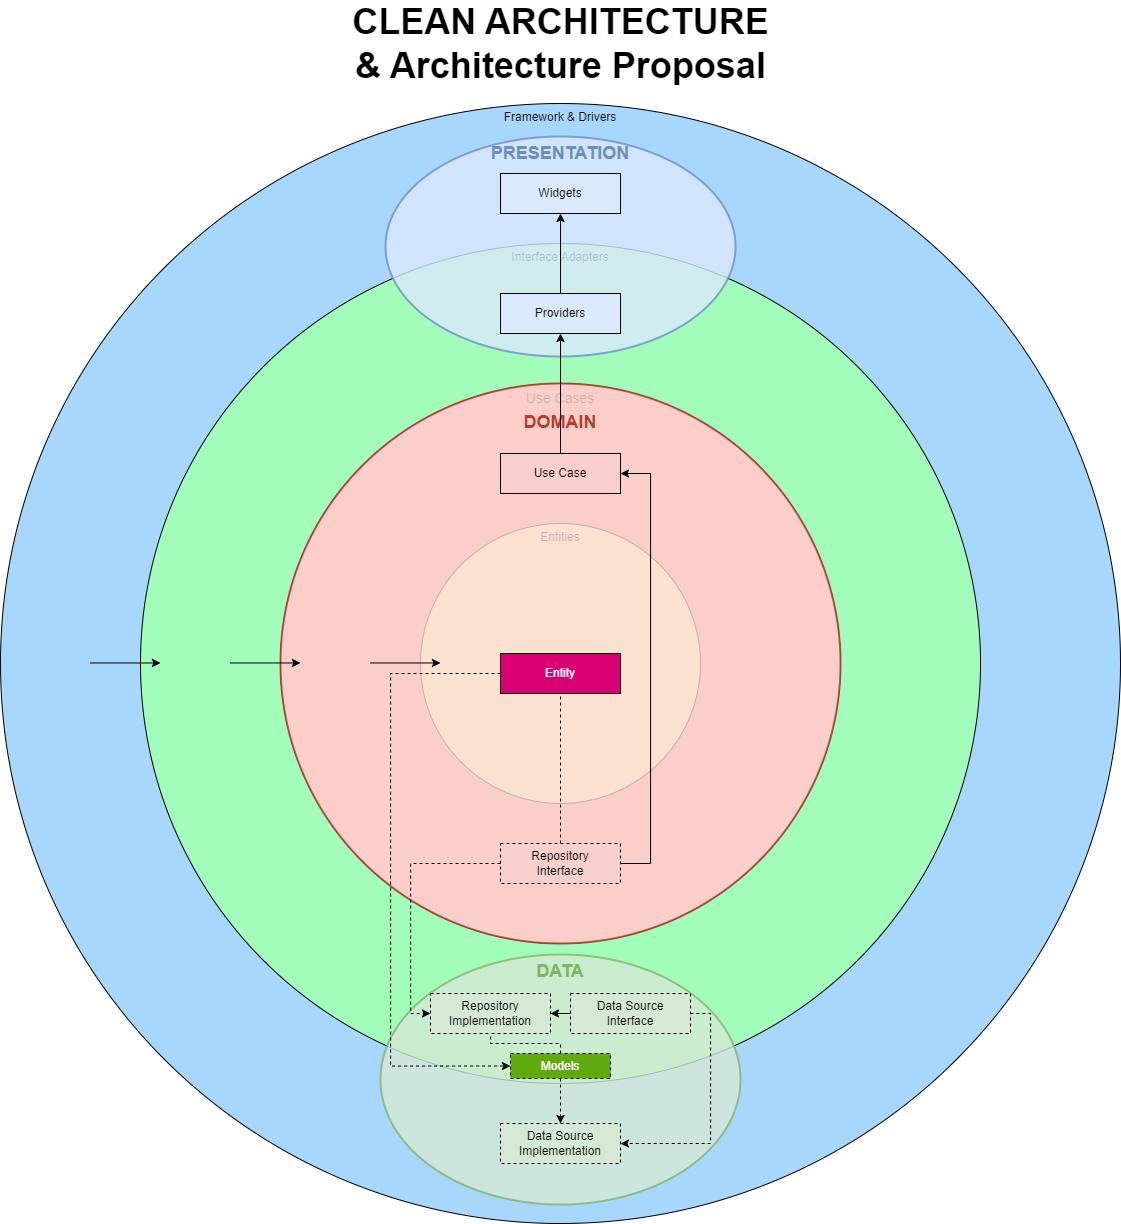 CLEAN ARCHITECTURE
& Architecture Proposal
Framework & Drivers
PRESENTATION
Widgets
Interface Adapters
Providers
Use Cases
DOMAIN
Use Case
Entities
Entity
Repository
Interface
DATA
Repository
Implementation
Data Source
Interface
Models
Data Source
Implementation